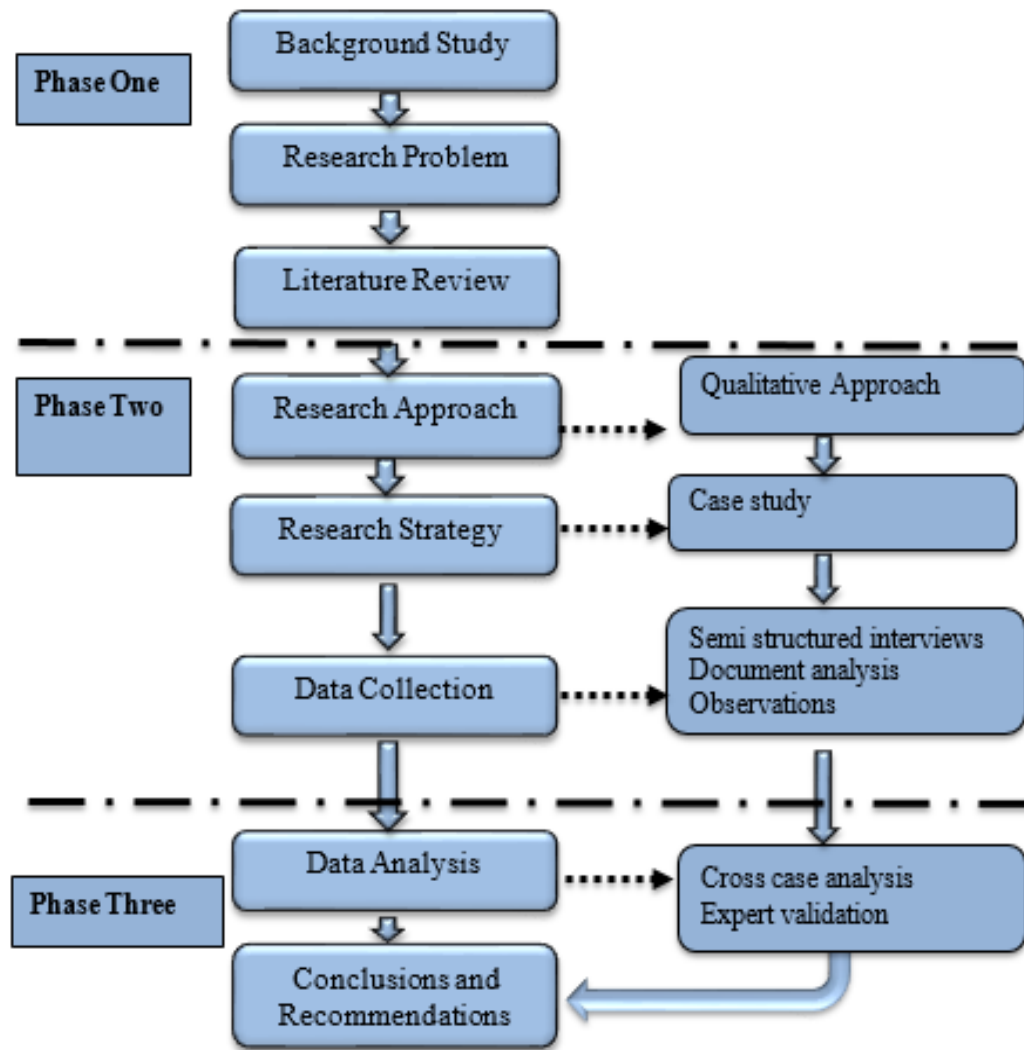 Background Study
Phase One
Research Problem
Literature Review
Phase Two
Research Approach
Qualitative Approach
Research Strategy
Case study
Data Collection
Semi structured interviews
Document analysis
Observations
Phase Three
Data Analysis
Cross case analysis
Expert validation
Conclusions and
Recommendations